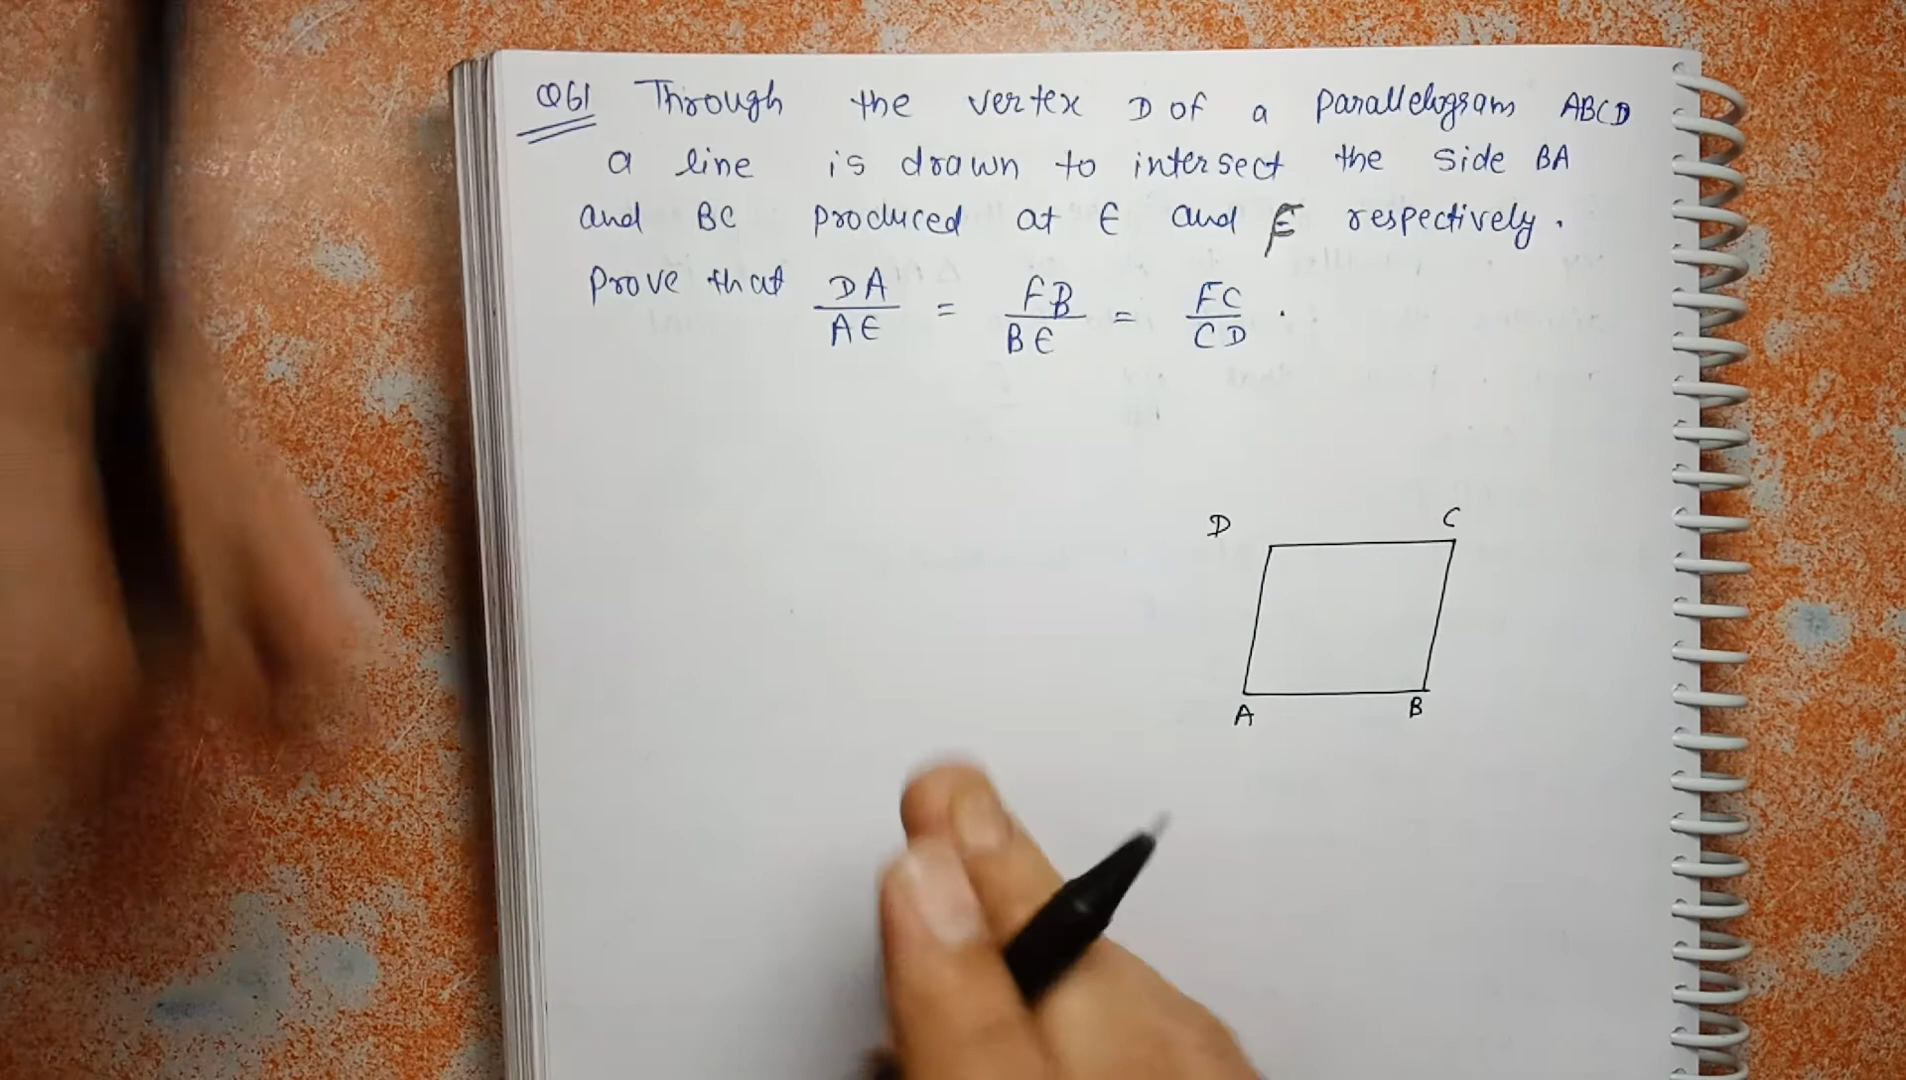 Q61 Through the vertex D of a parallelogram ABCD
a line is drawn to intersect the side BA
and BC produced at E and F respectively.
Prove that DA/AE = FB/BE = FC/CD .
D C
A B